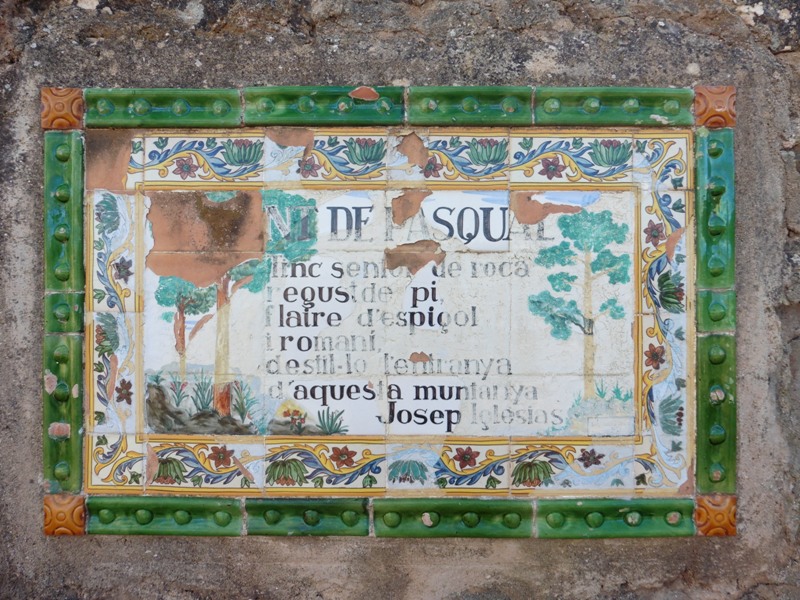 NT DE PASQUAL
Tinc sentor de roca
regust de pi,
flaire d'espígol
i romaní,
destil·lo l'entranya
d'aquesta muntanya
Josep Iglesias